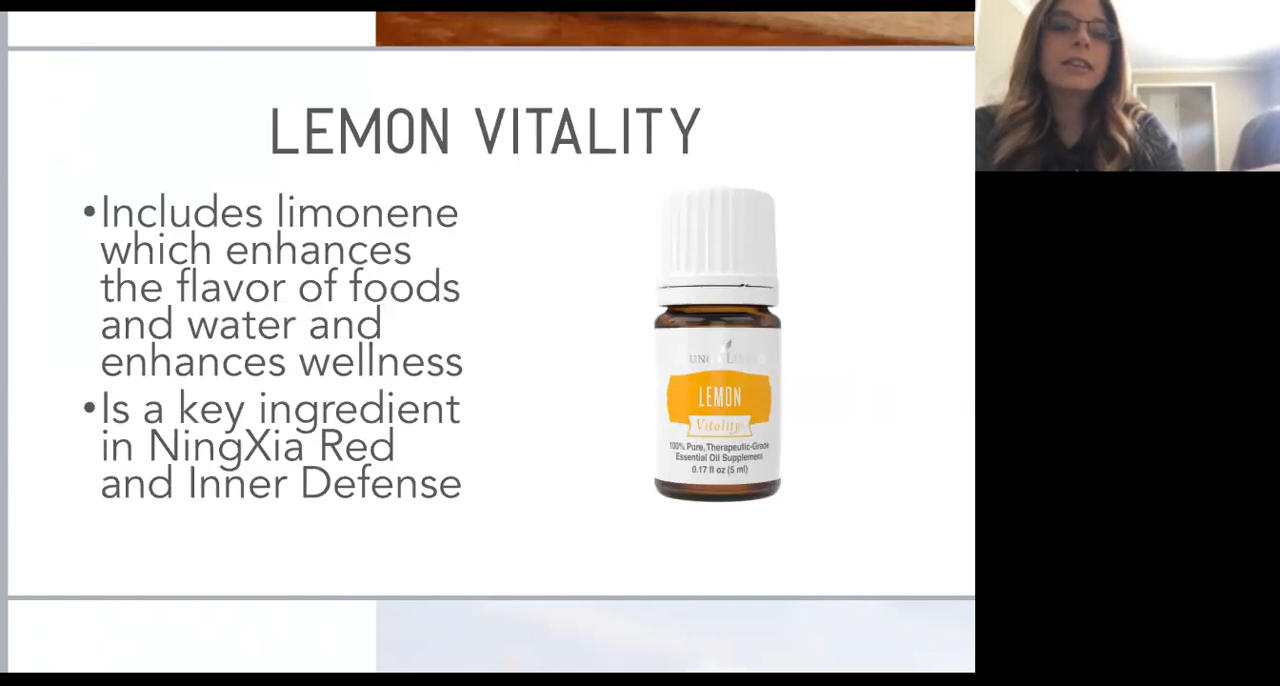 LEMON VITALITY
•Includes limonene
which enhances
the flavor of foods
and water and
enhances wellness
•Is a key ingredient
in NingXia Red
and Inner Defense
LEMON
Vitality
100% Pure, Therapeutic-Grade
Essential Oil Supplement
0.17 fl oz (5 ml)